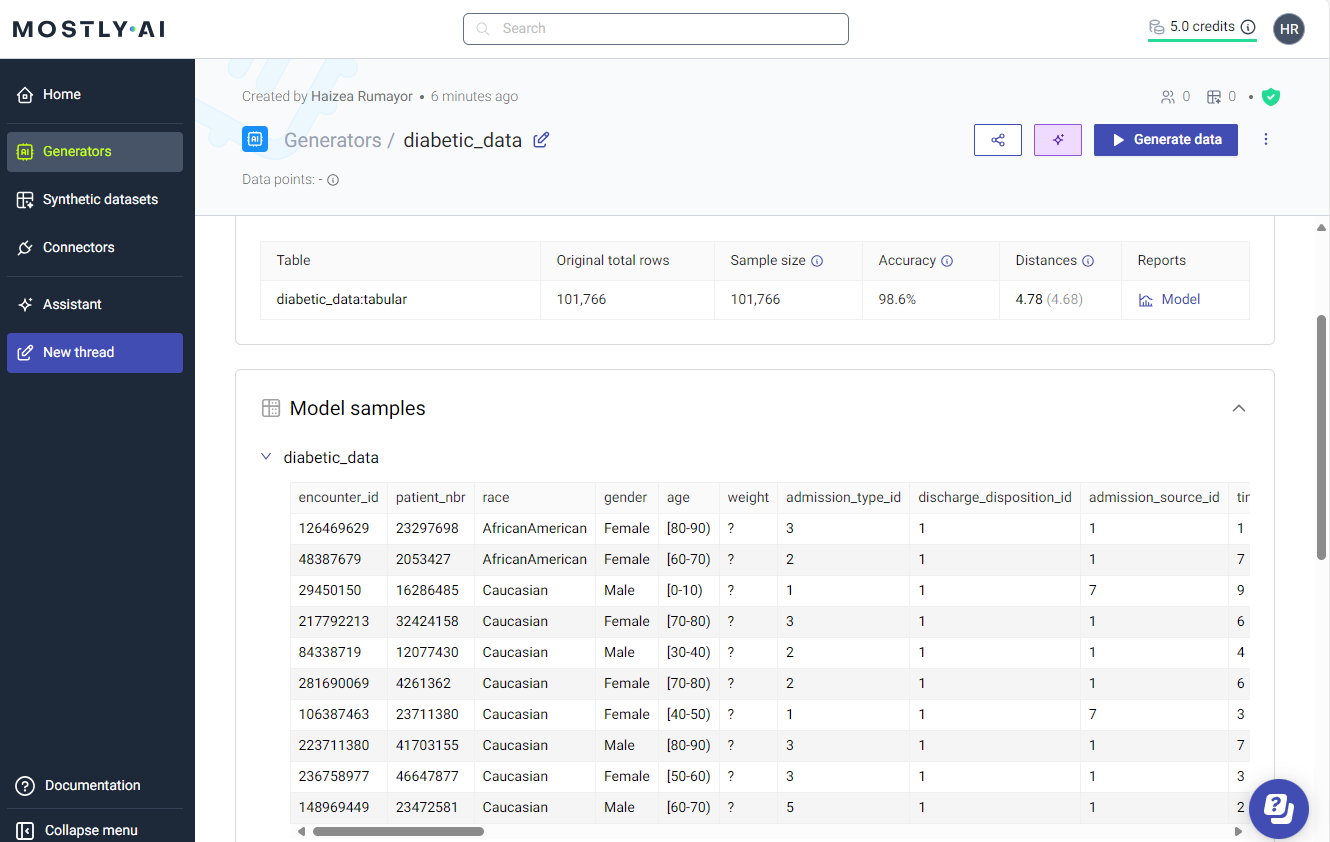 MOSTLY·AI
Search
5.0 credits
HR
Home
Generators
Synthetic datasets
Connectors
Assistant
New thread
Documentation
Collapse menu
Created by Haizea Rumayor • 6 minutes ago
0 0 •
AI Generators / diabetic_data
Generate data
Data points: -
Table Original total rows Sample size Accuracy Distances Reports
diabetic_data:tabular 101,766 101,766 98.6% 4.78 (4.68) Model
Model samples
diabetic_data
encounter_id patient_nbr race gender age weight admission_type_id discharge_disposition_id admission_source_id
126469629 23297698 AfricanAmerican Female [80-90) ? 3 1 1 1
48387679 2053427 AfricanAmerican Female [60-70) ? 2 1 1 7
29450150 16286485 Caucasian Male [0-10) ? 1 1 7 9
217792213 32424158 Caucasian Female [70-80) ? 3 1 1 6
84338719 12077430 Caucasian Male [30-40) ? 2 1 1 4
281690069 4261362 Caucasian Female [70-80) ? 2 1 1 6
106387463 23711380 Caucasian Female [40-50) ? 1 1 7 3
223711380 41703155 Caucasian Male [80-90) ? 3 1 1 7
236758977 46647877 Caucasian Female [50-60) ? 3 1 1 3
148969449 23472581 Caucasian Male [60-70) ? 5 1 1 2